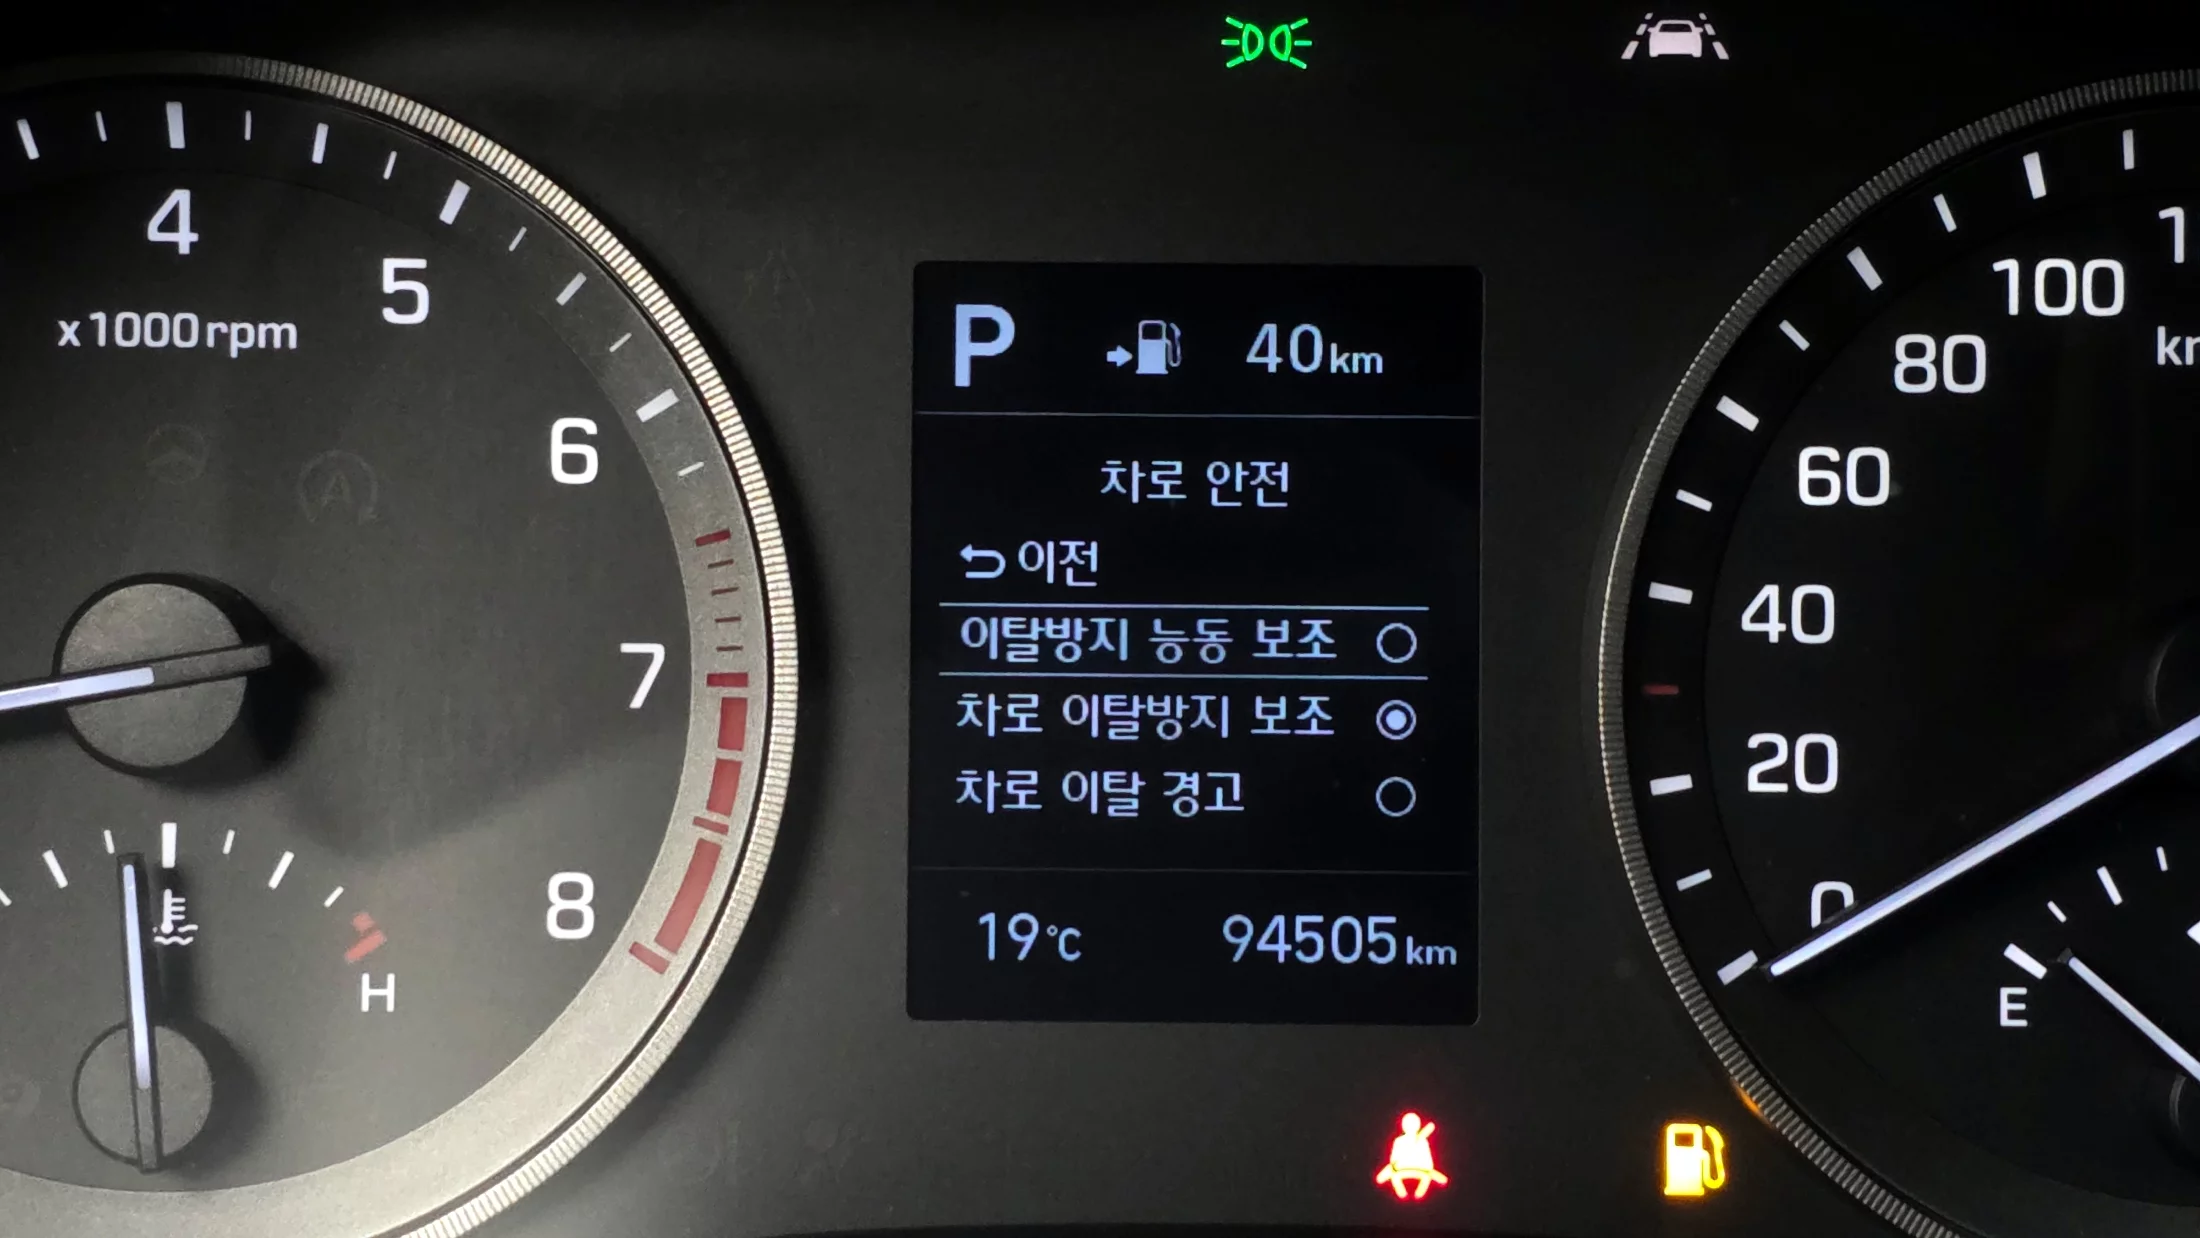 4
5
x1000rpm
6
7
8
H
P 40km
차로 안전
이전
이탈방지 능동 보조
차로 이탈방지 보조
차로 이탈 경고
19℃ 94505km
100
80
60
40
20
0
E